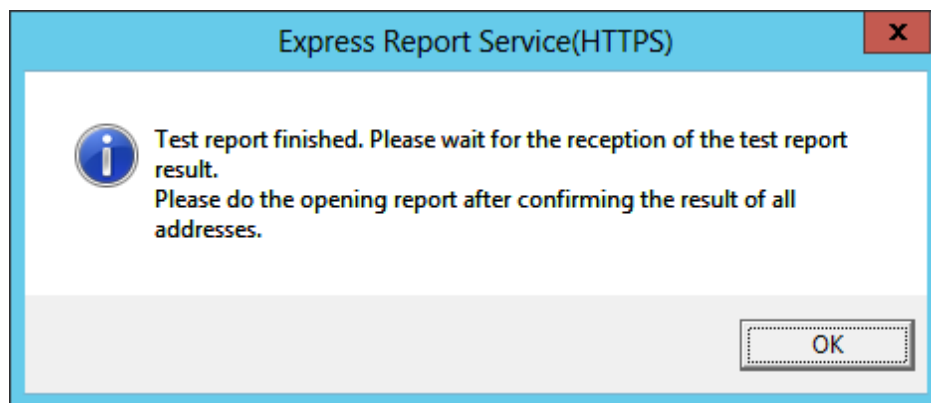 Express Report Service(HTTPS)
x
Test report finished. Please wait for the reception of the test report
result.
Please do the opening report after confirming the result of all
addresses.
OK